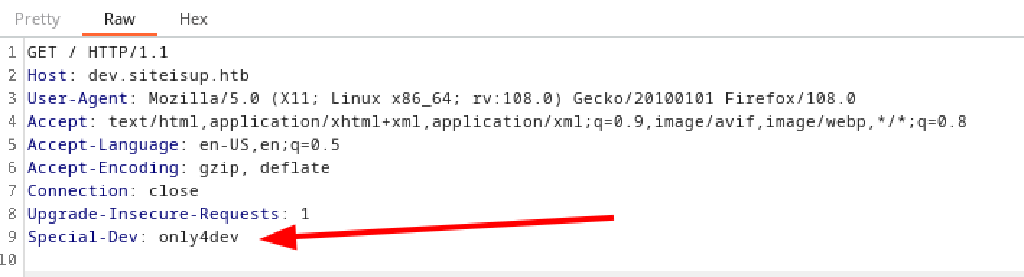 Pretty Raw Hex
1 GET / HTTP/1.1
2 Host: dev.siteisup.htb
3 User-Agent: Mozilla/5.0 (X11; Linux x86_64; rv:108.0) Gecko/20100101 Firefox/108.0
4 Accept: text/html,application/xhtml+xml,application/xml;q=0.9,image/avif,image/webp,*/*;q=0.8
5 Accept-Language: en-US,en;q=0.5
6 Accept-Encoding: gzip, deflate
7 Connection: close
8 Upgrade-Insecure-Requests: 1
9 Special-Dev: only4dev
10